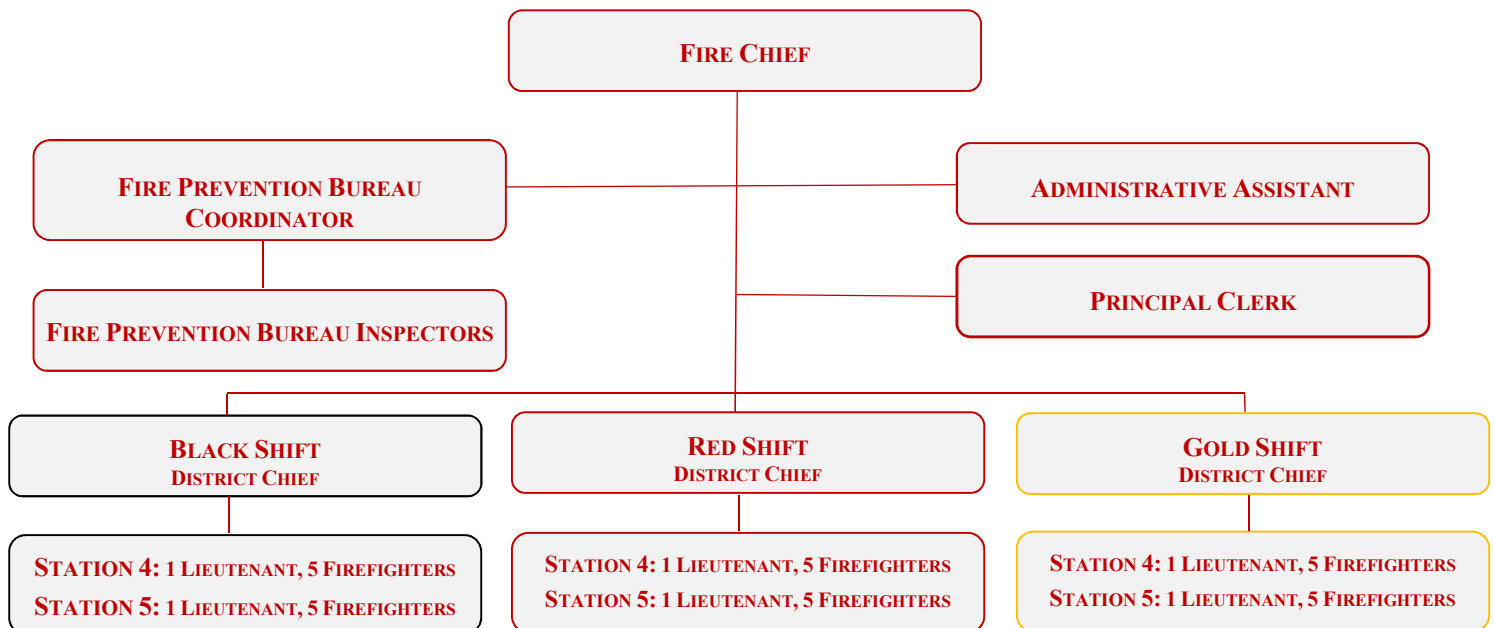 Fire Chief
Fire Prevention Bureau
Coordinator
Administrative Assistant
Fire Prevention Bureau Inspectors
Principal Clerk
Black Shift
District Chief
Red Shift
District Chief
Gold Shift
District Chief
Station 4: 1 Lieutenant, 5 Firefighters
Station 5: 1 Lieutenant, 5 Firefighters
Station 4: 1 Lieutenant, 5 Firefighters
Station 5: 1 Lieutenant, 5 Firefighters
Station 4: 1 Lieutenant, 5 Firefighters
Station 5: 1 Lieutenant, 5 Firefighters